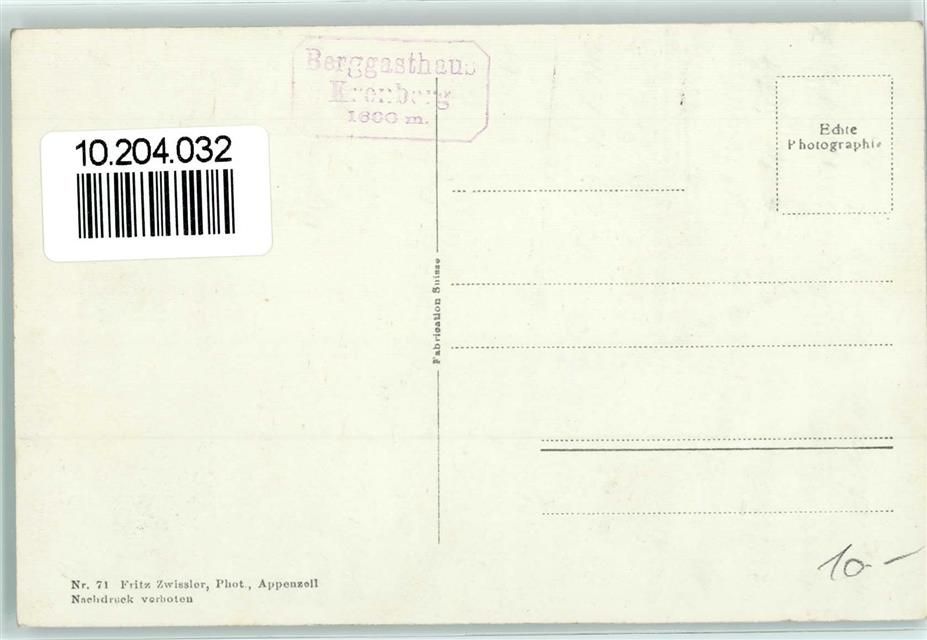 Berggasthaus
Kronberg
1600 m.
10.204.032
Echte
Photographie
Fabrication Suisse
10.-
Nr. 71 Fritz Zwissler, Phot., Appenzell
Nachdruck verboten